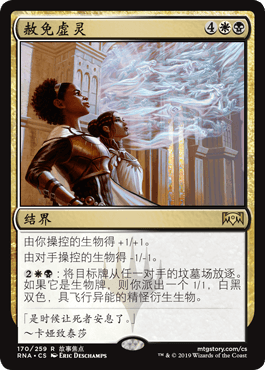 赦免虚灵 4
结界
由你操控的生物得 +1/+1。
由对手操控的生物得 -1/-1。
2：将目标牌从任一对手的坟墓场放逐。
如果它是生物牌，则你派出一个 1/1，白黑
双色，具飞行异能的精怪衍生生物。
「是时候让死者安息了。」
～卡娅致泰莎
170/259 R 故事焦点
RNA • CS Eric Deschamps
mtgstory.com/cs
™ & © 2019 Wizards of the Coast